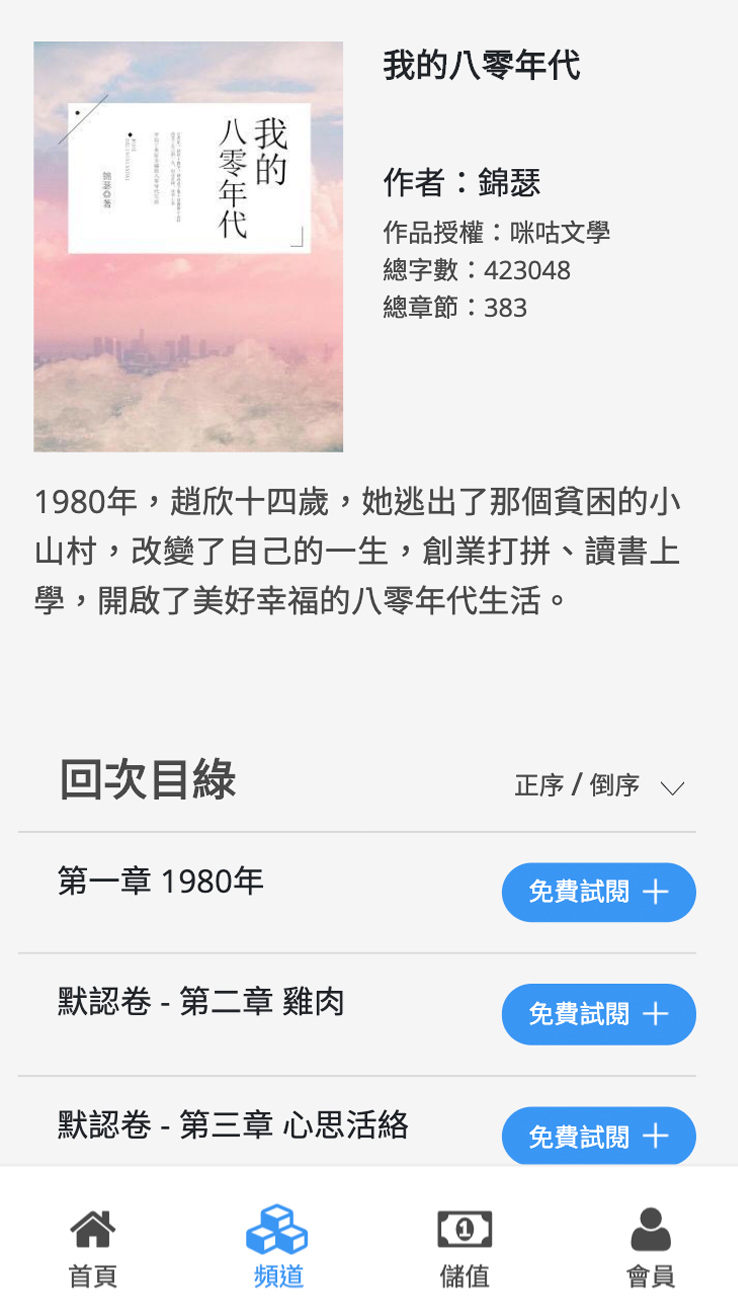 我的
八零年代
錦瑟◎著
我的八零年代
作者：錦瑟
作品授權：咪咕文學
總字數：423048
總章節：383
1980年，趙欣十四歲，她逃出了那個貧困的小
山村，改變了自己的一生，創業打拼、讀書上
學，開啟了美好幸福的八零年代生活。
回次目綠
正序 / 倒序
第一章 1980年
免費試閱
默認卷 - 第二章 雞肉
免費試閱
默認卷 - 第三章 心思活絡
免費試閱
首頁
頻道
儲值
會員